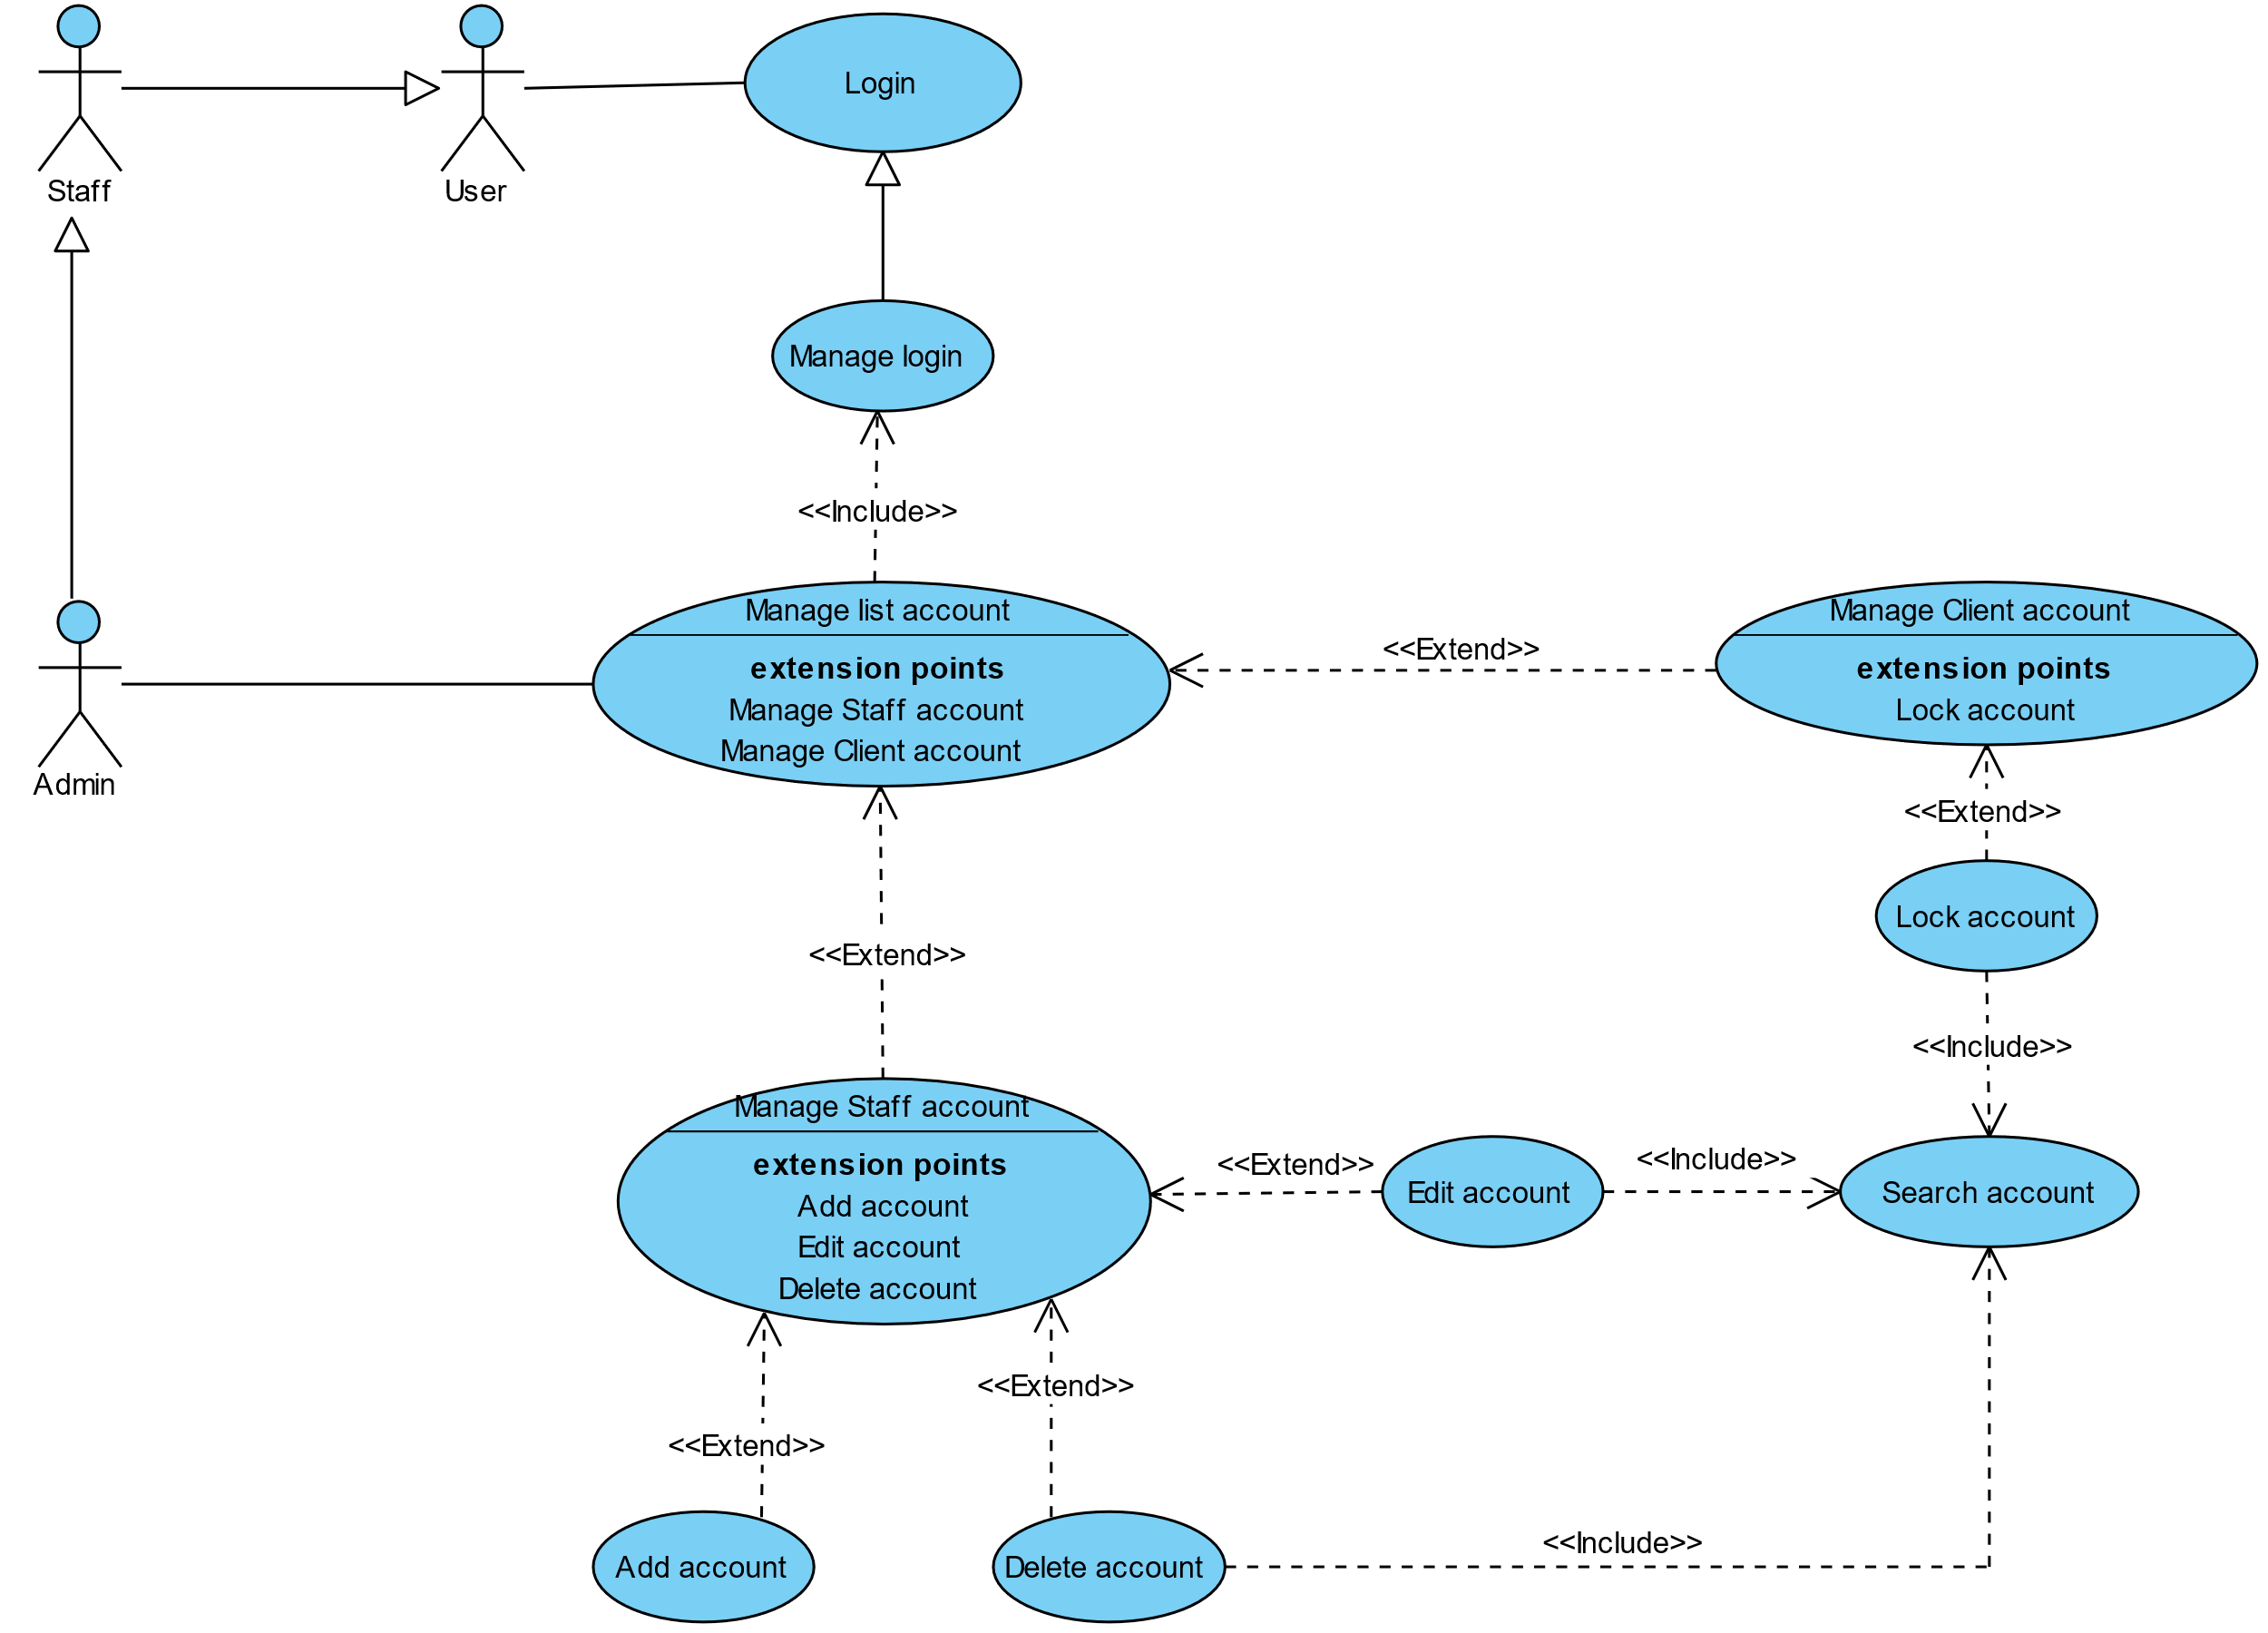 Login
Staff
User
Manage login
<<Include>>
Manage list account
extension points
Manage Staff account
Manage Client account
<<Extend>>
Manage Client account
extension points
Lock account
Admin
<<Extend>>
Lock account
<<Extend>>
<<Include>>
Manage Staff account
extension points
Add account
Edit account
Delete account
<<Extend>>
Edit account
<<Include>>
Search account
<<Extend>>
<<Extend>>
Add account
Delete account
<<Include>>